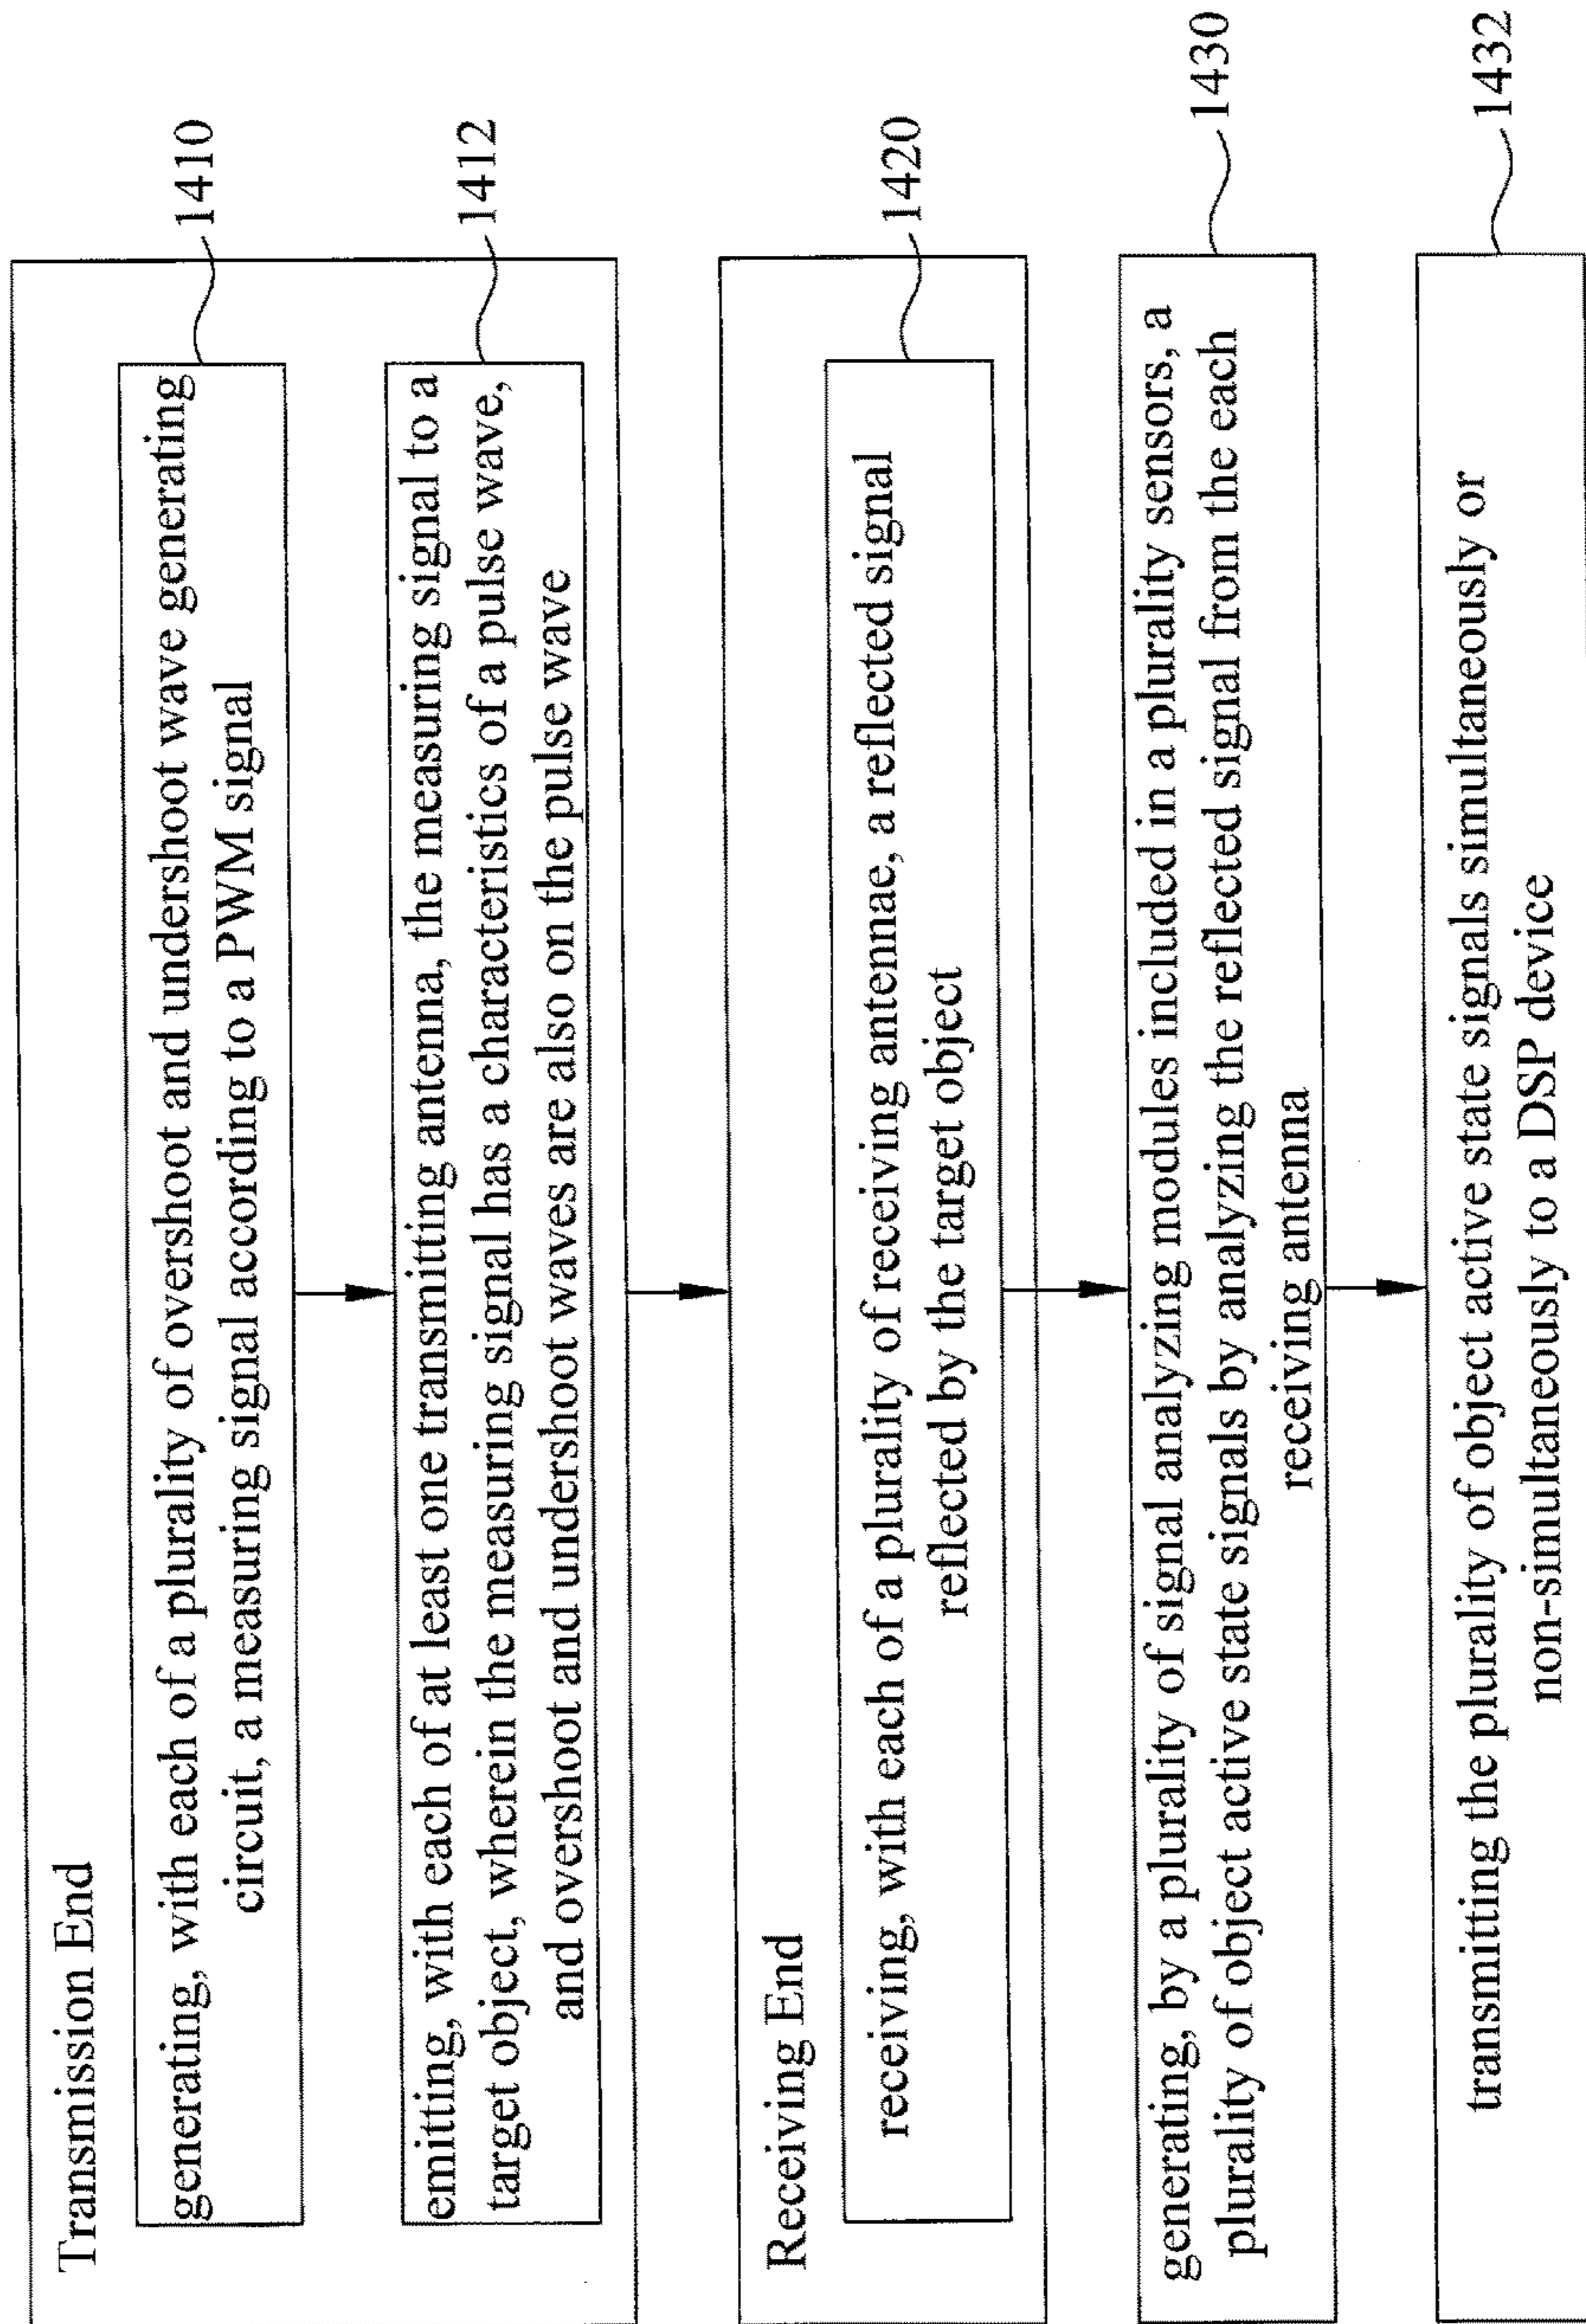 Transmission End
generating, with each of a plurality of overshoot and undershoot wave generating
circuit, a measuring signal according to a PWM signal
1410
emitting, with each of at least one transmitting antenna, the measuring signal to a
target object, wherein the measuring signal has a characteristics of a pulse wave,
and overshoot and undershoot waves are also on the pulse wave
1412
Receiving End
receiving, with each of a plurality of receiving antennae, a reflected signal
reflected by the target object
1420
generating, by a plurality of signal analyzing modules included in a plurality sensors, a
plurality of object active state signals by analyzing the reflected signal from the each
receiving antenna
1430
transmitting the plurality of object active state signals simultaneously or
non-simultaneously to a DSP device
1432